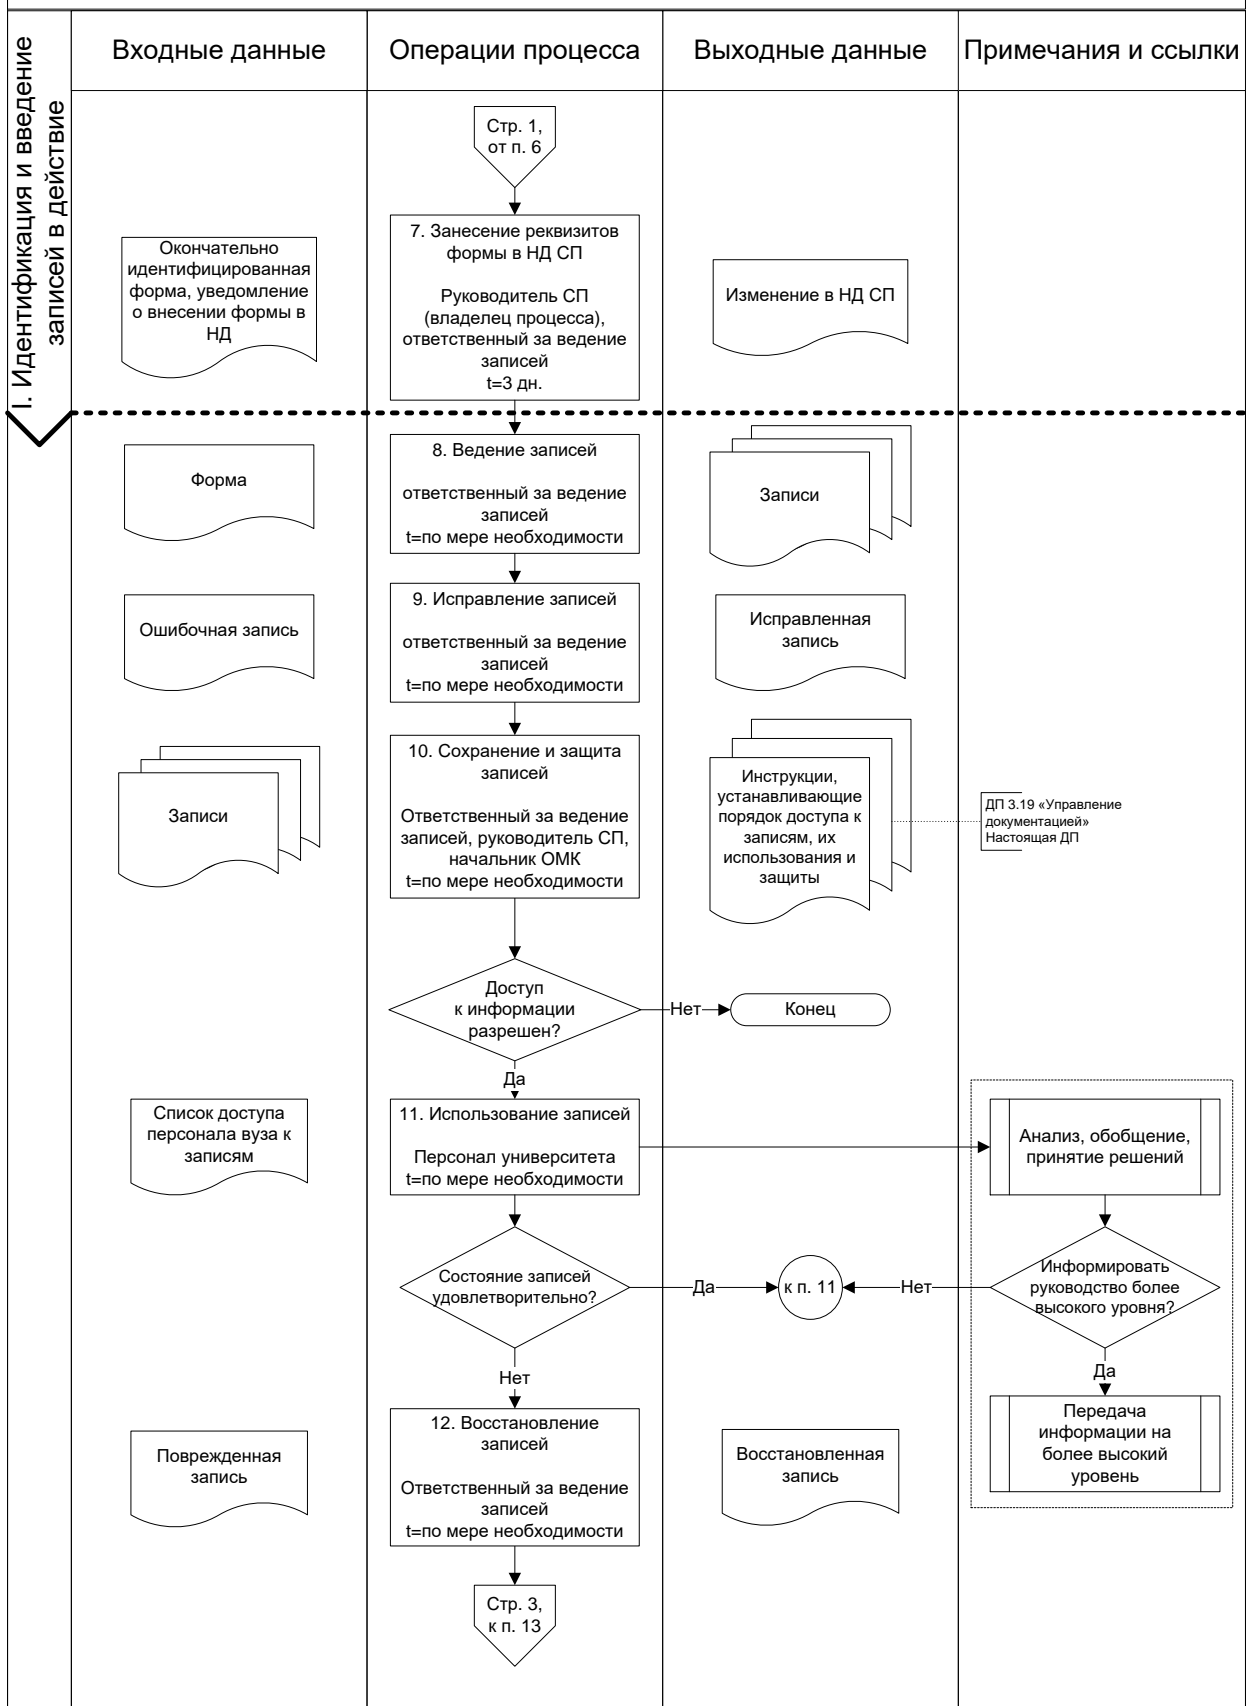 I. Идентификация и введение
записей в действие
Входные данные
Операции процесса
Выходные данные
Примечания и ссылки
Стр. 1,
от п. 6
Окончательно
идентифицированная
форма, уведомление
о внесении формы в
НД
7. Занесение реквизитов
формы в НД СП
Руководитель СП
(владелец процесса),
ответственный за ведение
записей
t=3 дн.
Изменение в НД СП
Форма
8. Ведение записей
ответственный за ведение
записей
t=по мере необходимости
Записи
Ошибочная запись
9. Исправление записей
ответственный за ведение
записей
t=по мере необходимости
Исправленная
запись
Записи
10. Сохранение и защита
записей
Ответственный за ведение
записей, руководитель СП,
начальник ОМК
t=по мере необходимости
Инструкции,
устанавливающие
порядок доступа к
записям, их
использования и
защиты
ДП 3.19 «Управление
документацией»
Настоящая ДП
Доступ
к информации
разрешен?
Нет
Конец
Да
Список доступа
персонала вуза к
записям
11. Использование записей
Персонал университета
t=по мере необходимости
Анализ, обобщение,
принятие решений
Состояние записей
удовлетворительно?
Да
к п. 11
Нет
Информировать
руководство более
высокого уровня?
Нет
Да
Поврежденная
запись
12. Восстановление
записей
Ответственный за ведение
записей
t=по мере необходимости
Восстановленная
запись
Передача
информации на
более высокий
уровень
Стр. 3,
к п. 13